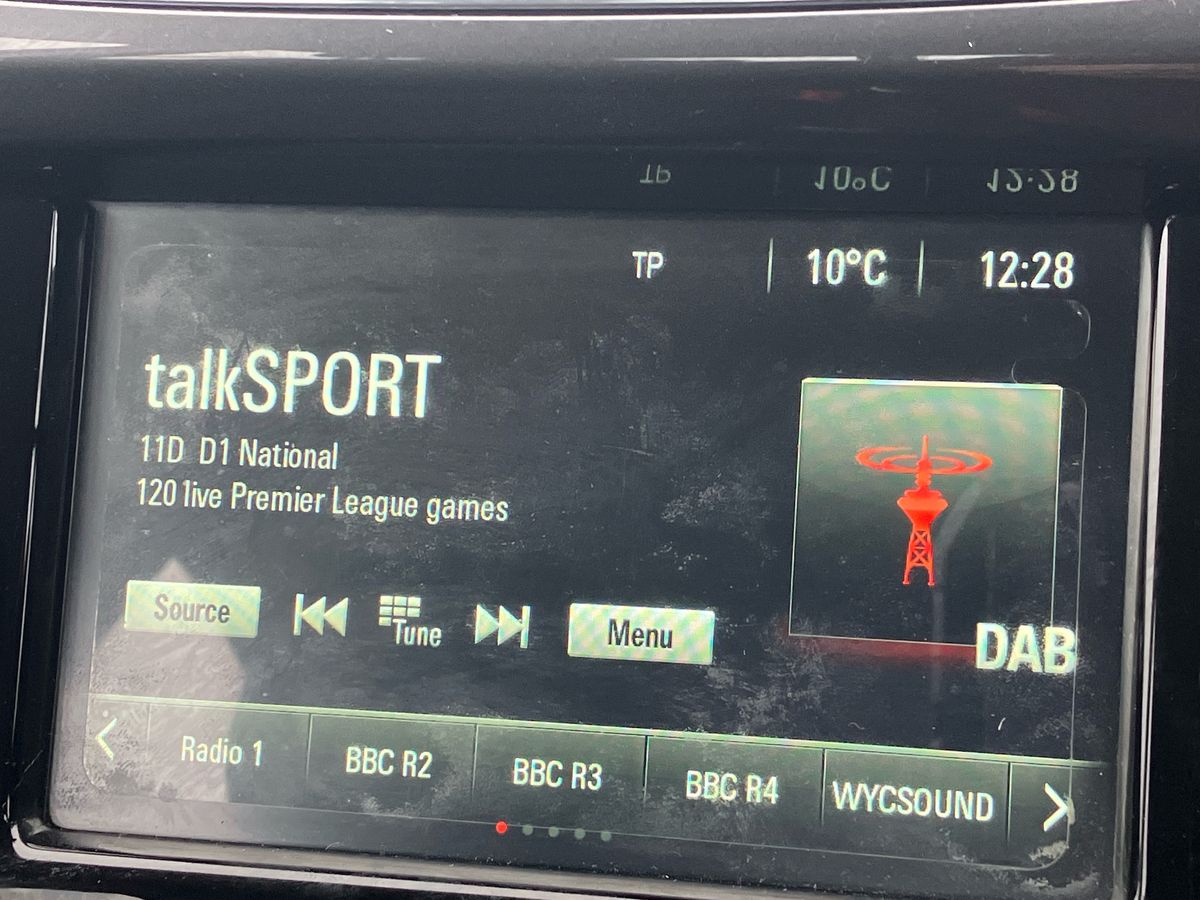 TP 10°C 12:28
talkSPORT
11D D1 National
120 live Premier League games
Source Tune Menu
DAB
Radio 1 BBC R2 BBC R3 BBC R4 WYCSOUND